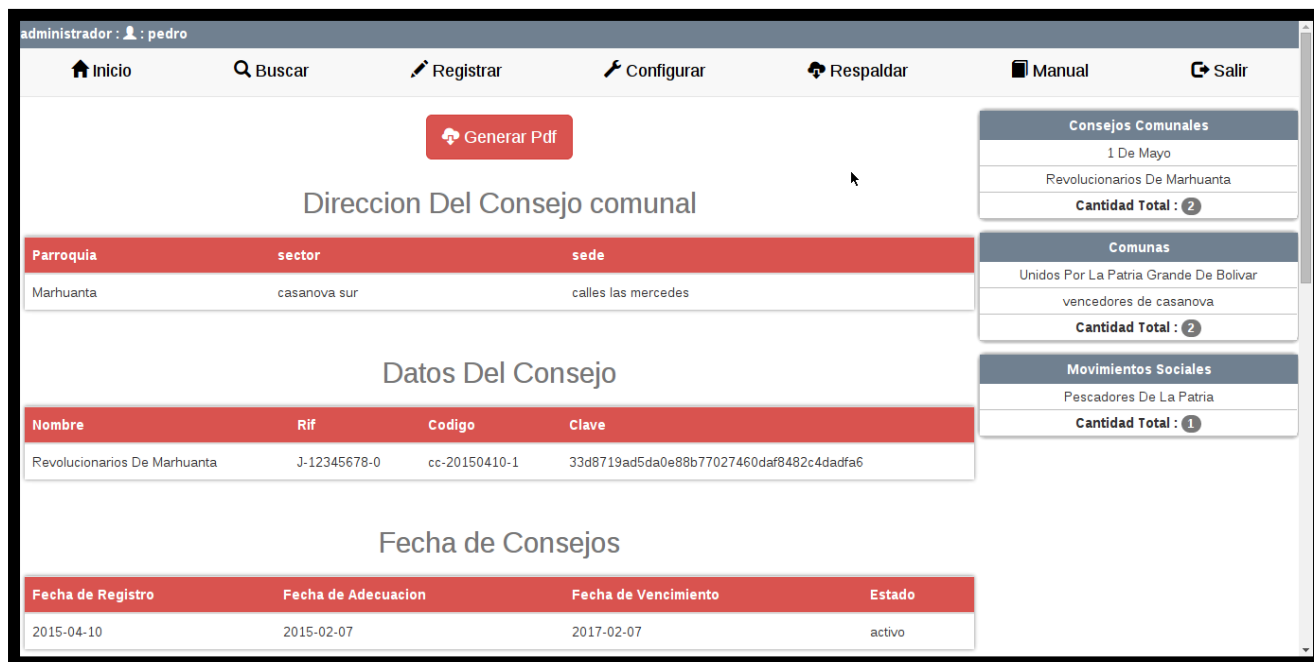 administrador : : pedro
Inicio Buscar Registrar Configurar Respaldar Manual Salir
Generar Pdf
Direccion Del Consejo comunal
Parroquia sector sede
Marhuanta casanova sur calles las mercedes
Datos Del Consejo
Nombre Rif Codigo Clave
Revolucionarios De Marhuanta J-12345678-0 cc-20150410-1 33d8719ad5da0e88b77027460daf8482c4dadfa6
Fecha de Consejos
Fecha de Registro Fecha de Adecuacion Fecha de Vencimiento Estado
2015-04-10 2015-02-07 2017-02-07 activo
Consejos Comunales
1 De Mayo
Revolucionarios De Marhuanta
Cantidad Total : 2
Comunas
Unidos Por La Patria Grande De Bolivar
vencedores de casanova
Cantidad Total : 2
Movimientos Sociales
Pescadores De La Patria
Cantidad Total : 1